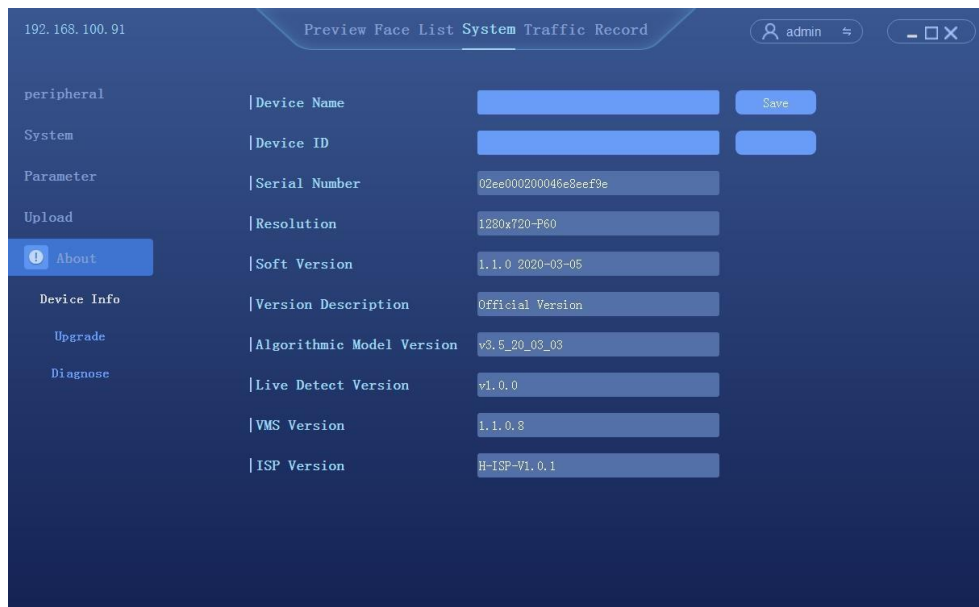 192.168.100.91
Preview Face List System Traffic Record
admin
peripheral
System
Parameter
Upload
About
Device Info
Upgrade
Diagnose
Device Name
Save
Device ID
Serial Number 02ee000200046e8eef9e
Resolution 1280x720-P60
Soft Version 1.1.0 2020-03-05
Version Description Official Version
Algorithmic Model Version v3.5_20_03_03
Live Detect Version v1.0.0
VMS Version 1.1.0.8
ISP Version H-ISP-V1.0.1